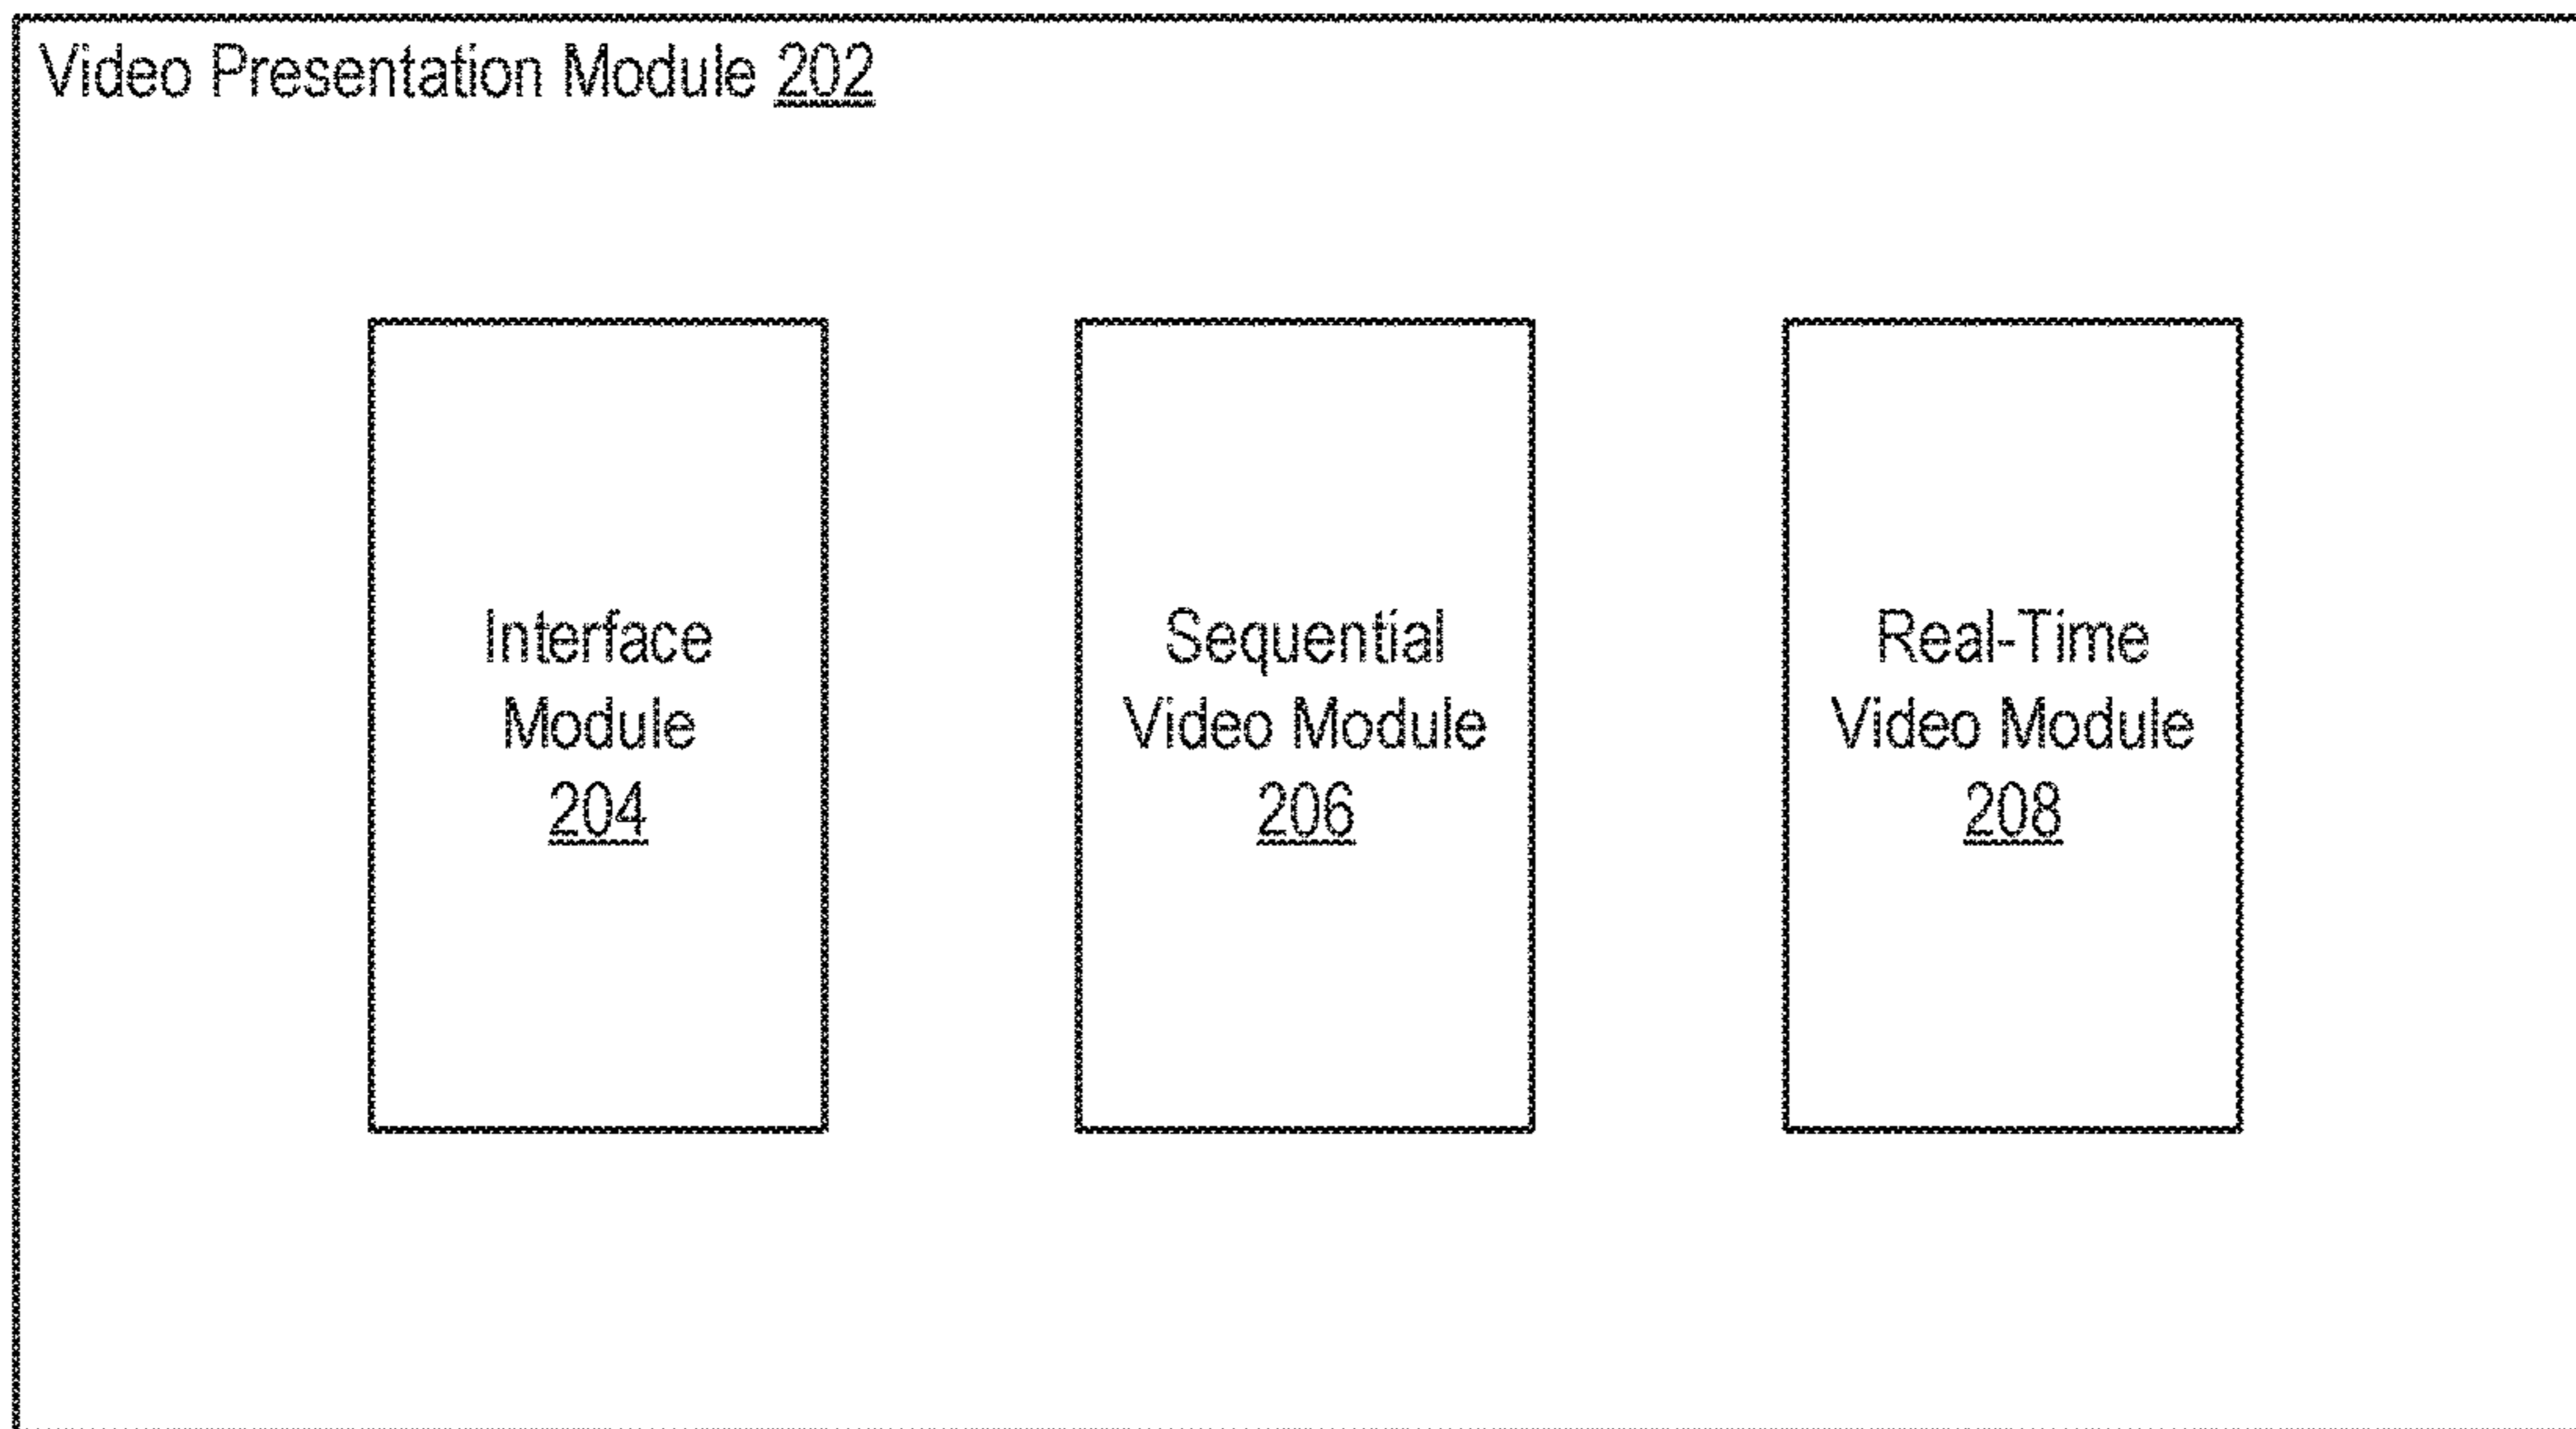 Video Presentation Module 202
Interface
Module
204
Sequential
Video Module
206
Real-Time
Video Module
208